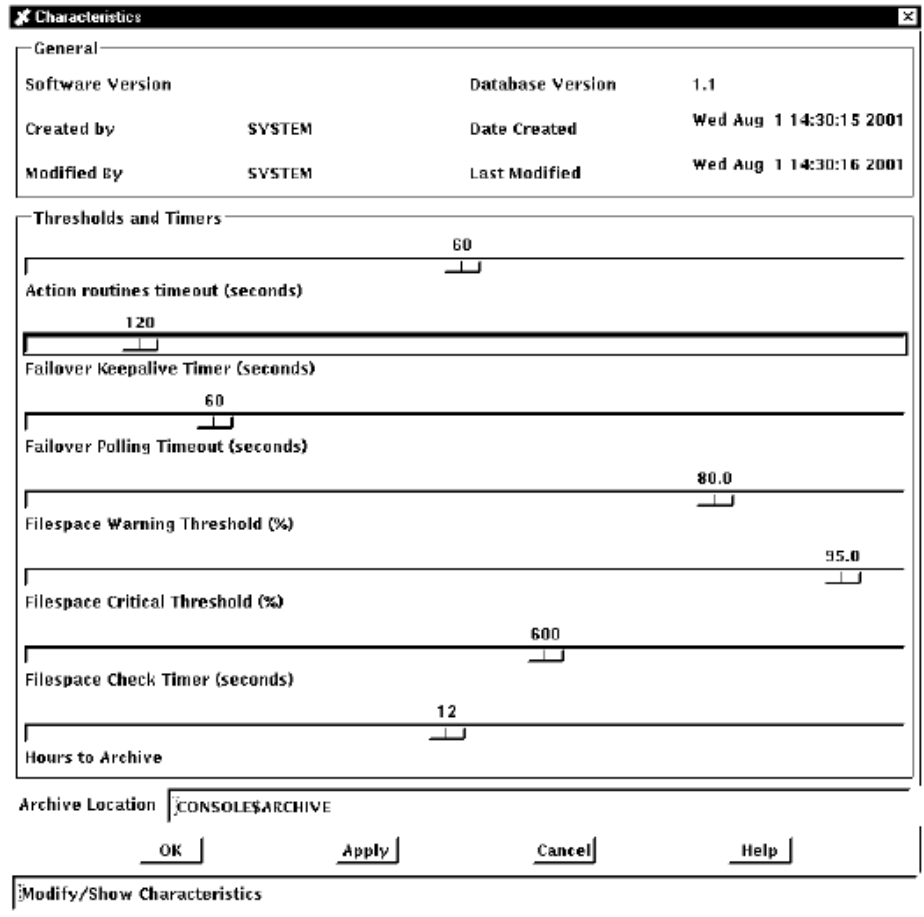 Characteristics
General
Software Version Database Version 1.1
Created by SYSTEM Date Created Wed Aug 1 14:30:15 2001
Modified By SYSTEM Last Modified Wed Aug 1 14:30:16 2001
Thresholds and Timers
60
Action routines timeout (seconds)
120
Failover Keepalive Timer (seconds)
60
Failover Polling Timeout (seconds)
80.0
Filespace Warning Threshold (%)
95.0
Filespace Critical Threshold (%)
600
Filespace Check Timer (seconds)
12
Hours to Archive
Archive Location CONSOLE$ARCHIVE
OK Apply Cancel Help
Modify/Show Characteristics